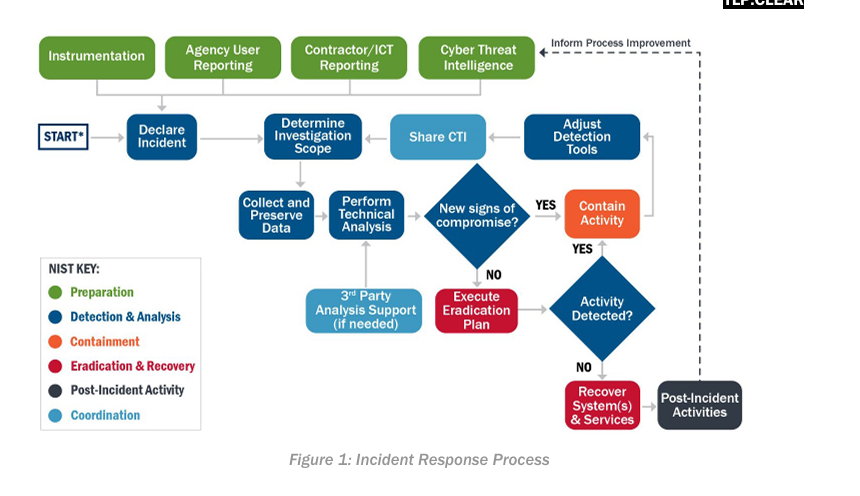 TLP:CLEAR
Inform Process Improvement
Instrumentation
Agency User
Reporting
Contractor/ICT
Reporting
Cyber Threat
Intelligence
START*
Declare
Incident
Determine
Investigation
Scope
Share CTI
Adjust
Detection
Tools
Collect and
Preserve
Data
Perform
Technical
Analysis
New signs of
compromise?
YES
Contain
Activity
NO
YES
3rd Party
Analysis Support
(if needed)
Execute
Eradication
Plan
Activity
Detected?
NO
Recover
System(s)
& Services
Post-Incident
Activities
NIST KEY:
Preparation
Detection & Analysis
Containment
Eradication & Recovery
Post-Incident Activity
Coordination
Figure 1: Incident Response Process